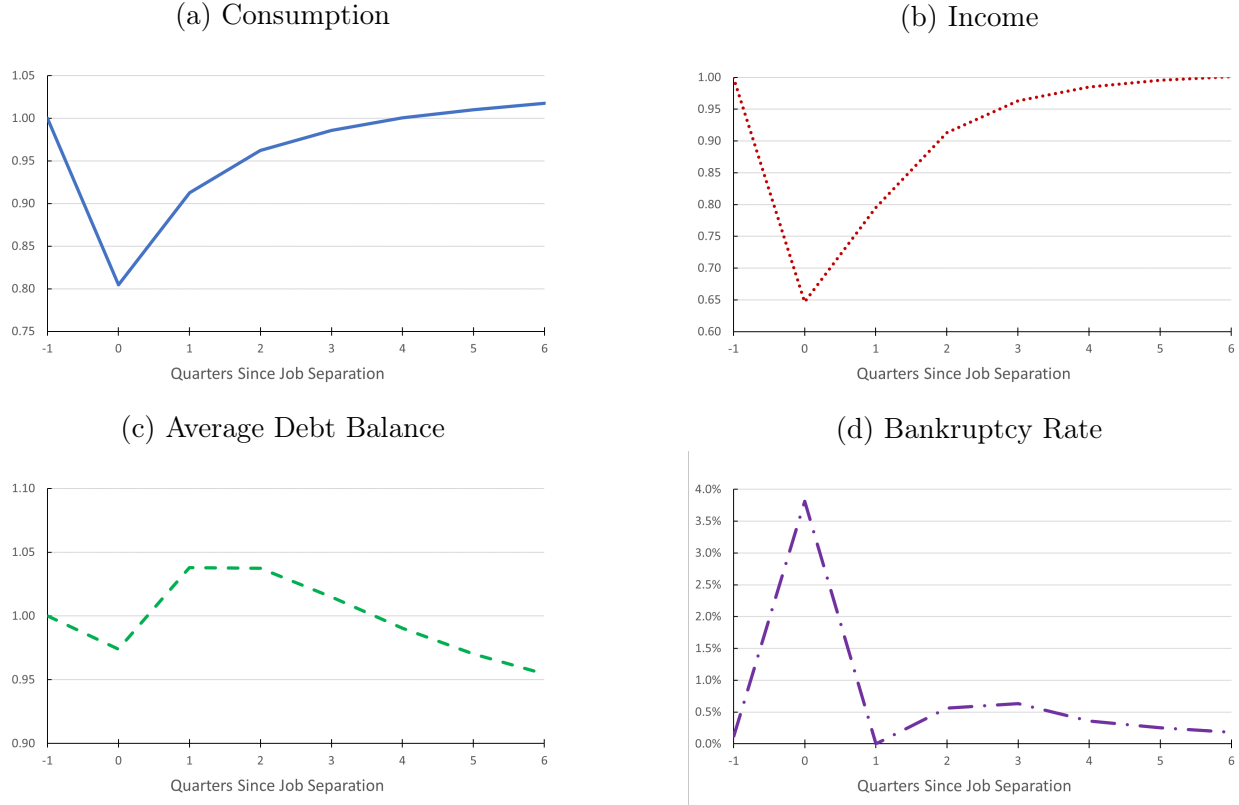 (a) Consumption
1.05
1.00
0.95
0.90
0.85
0.80
0.75
-1 0 1 2 3 4 5 6
Quarters Since Job Separation
(b) Income
1.00
0.95
0.90
0.85
0.80
0.75
0.70
0.65
0.60
-1 0 1 2 3 4 5 6
Quarters Since Job Separation
(c) Average Debt Balance
1.10
1.05
1.00
0.95
0.90
-1 0 1 2 3 4 5 6
Quarters Since Job Separation
(d) Bankruptcy Rate
4.0%
3.5%
3.0%
2.5%
2.0%
1.5%
1.0%
0.5%
0.0%
-1 0 1 2 3 4 5 6
Quarters Since Job Separation